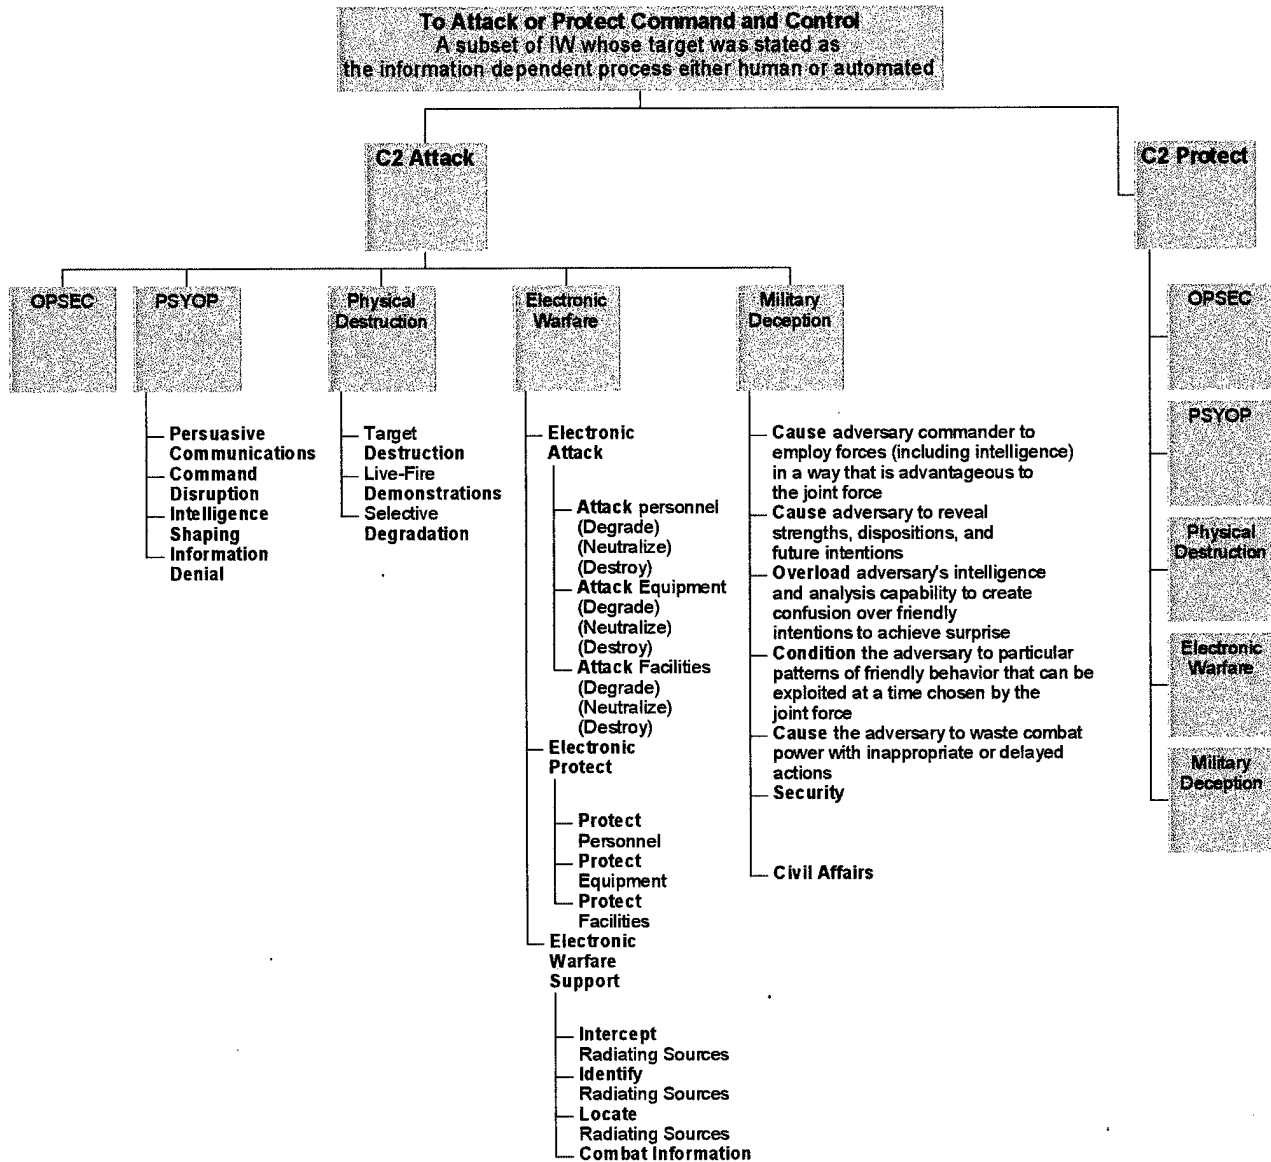 To Attack or Protect Command and Control
A subset of IW whose target was stated as
the information dependent process either human or automated
C2 Attack
C2 Protect
OPSEC
PSYOP
Persuasive
Communications
Command
Disruption
Intelligence
Shaping
Information
Denial
Physical
Destruction
Target
Destruction
Live-Fire
Demonstrations
Selective
Degradation
Electronic
Warfare
Electronic
Attack
Attack personnel
(Degrade)
(Neutralize)
(Destroy)
Attack Equipment
(Degrade)
(Neutralize)
(Destroy)
Attack Facilities
(Degrade)
(Neutralize)
(Destroy)
Electronic
Protect
Protect
Personnel
Protect
Equipment
Protect
Facilities
Electronic
Warfare
Support
Intercept
Radiating Sources
Identify
Radiating Sources
Locate
Radiating Sources
Combat Information
Military
Deception
Cause adversary commander to
employ forces (including intelligence)
in a way that is advantageous to
the joint force
Cause adversary to reveal
strengths, dispositions, and
future intentions
Overload adversary's intelligence
and analysis capability to create
confusion over friendly
intentions to achieve surprise
Condition the adversary to particular
patterns of friendly behavior that can be
exploited at a time chosen by the
joint force
Cause the adversary to waste combat
power with inappropriate or delayed
actions
Security
Civil Affairs
OPSEC
PSYOP
Physical
Destruction
Electronic
Warfare
Military
Deception